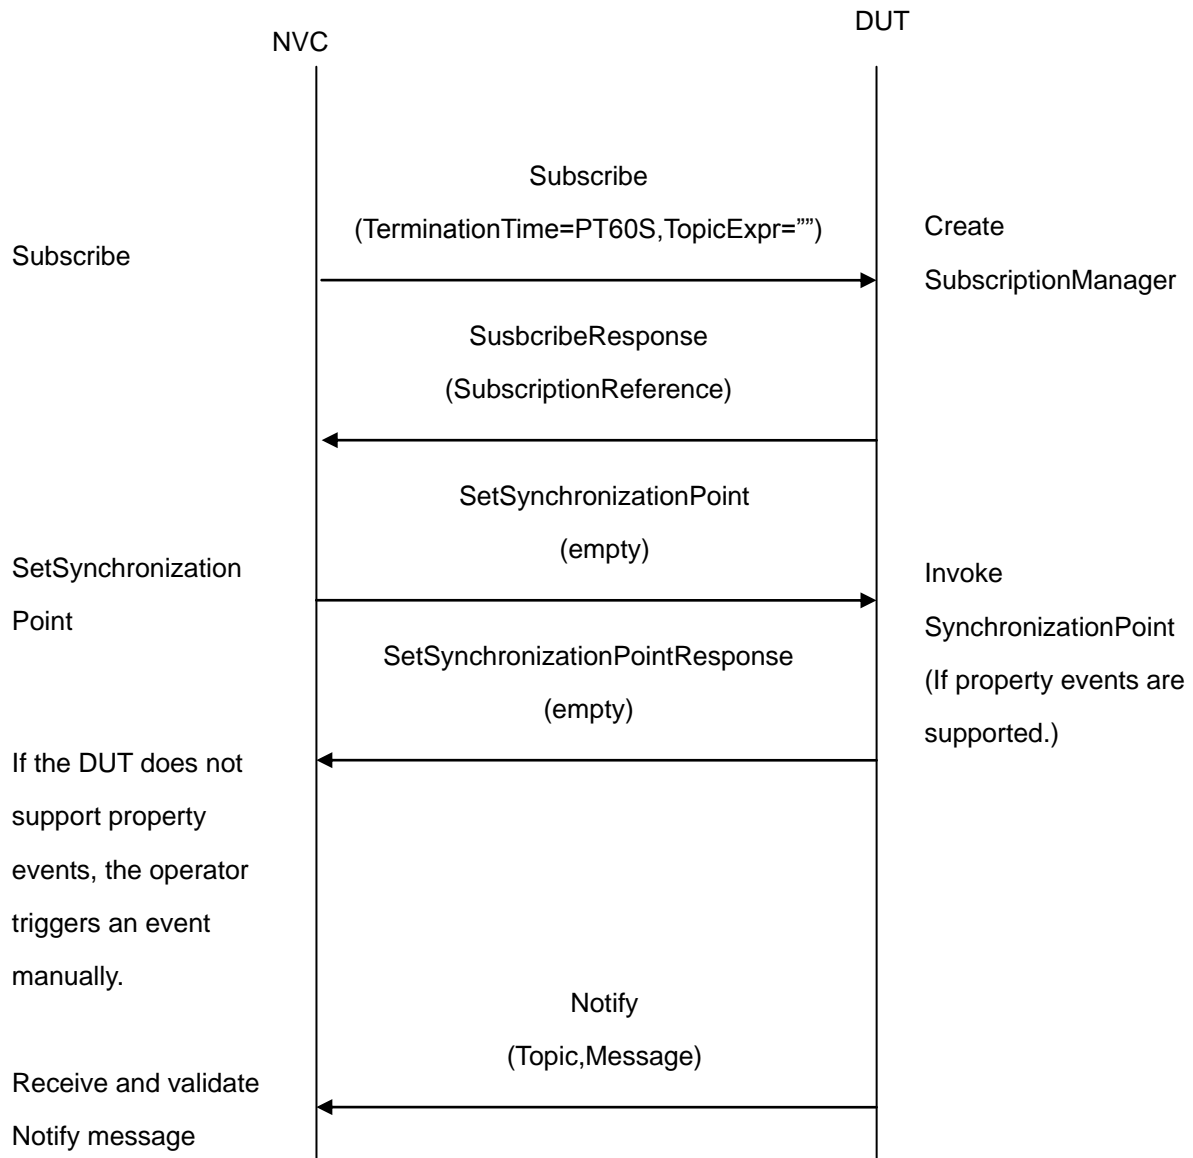 NVC
DUT
Subscribe
(TerminationTime=PT60S,TopicExpr=””)
Subscribe
Create
SubscriptionManager
SusbcribeResponse
(SubscriptionReference)
SetSynchronizationPoint
(empty)
SetSynchronization
Point
Invoke
SynchronizationPoint
(If property events are
supported.)
SetSynchronizationPointResponse
(empty)
If the DUT does not
support property
events, the operator
triggers an event
manually.
Notify
(Topic,Message)
Receive and validate
Notify message